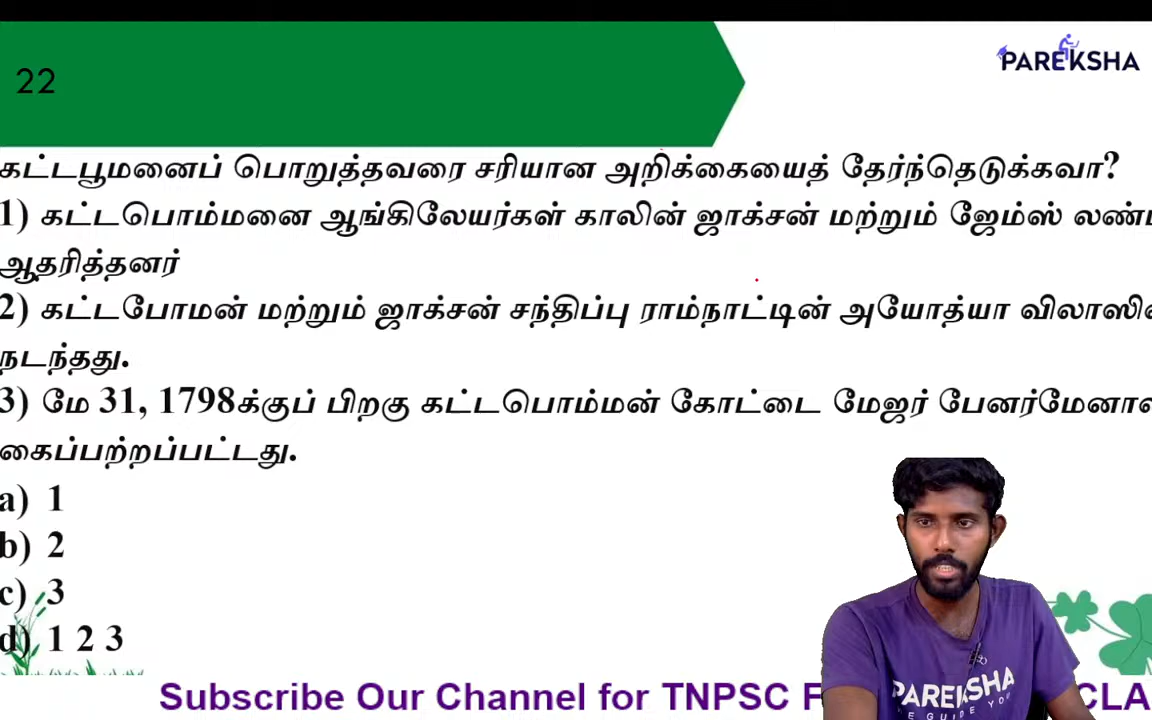 22
PAREKSHA
கட்டபூமனைப் பொறுத்தவரை சரியான அறிக்கையைத் தேர்ந்தெடுக்கவா?
1) கட்டபொம்மனை ஆங்கிலேயர்கள் காலின் ஜாக்சன் மற்றும் ஜேம்ஸ்
ஆதரித்தனர்
2) கட்டபோமன் மற்றும் ஜாக்சன் சந்திப்பு ராம்நாட்டின் அயோத்யா
நடந்தது.
3) மே 31, 1798க்குப் பிறகு கட்டபொம்மன் கோட்டை மேஜர்
கைப்பற்றப்பட்டது.
a) 1
b) 2
c) 3
d) 1 2 3
PAREKSHA
Subscribe Our Channel for TNPSC